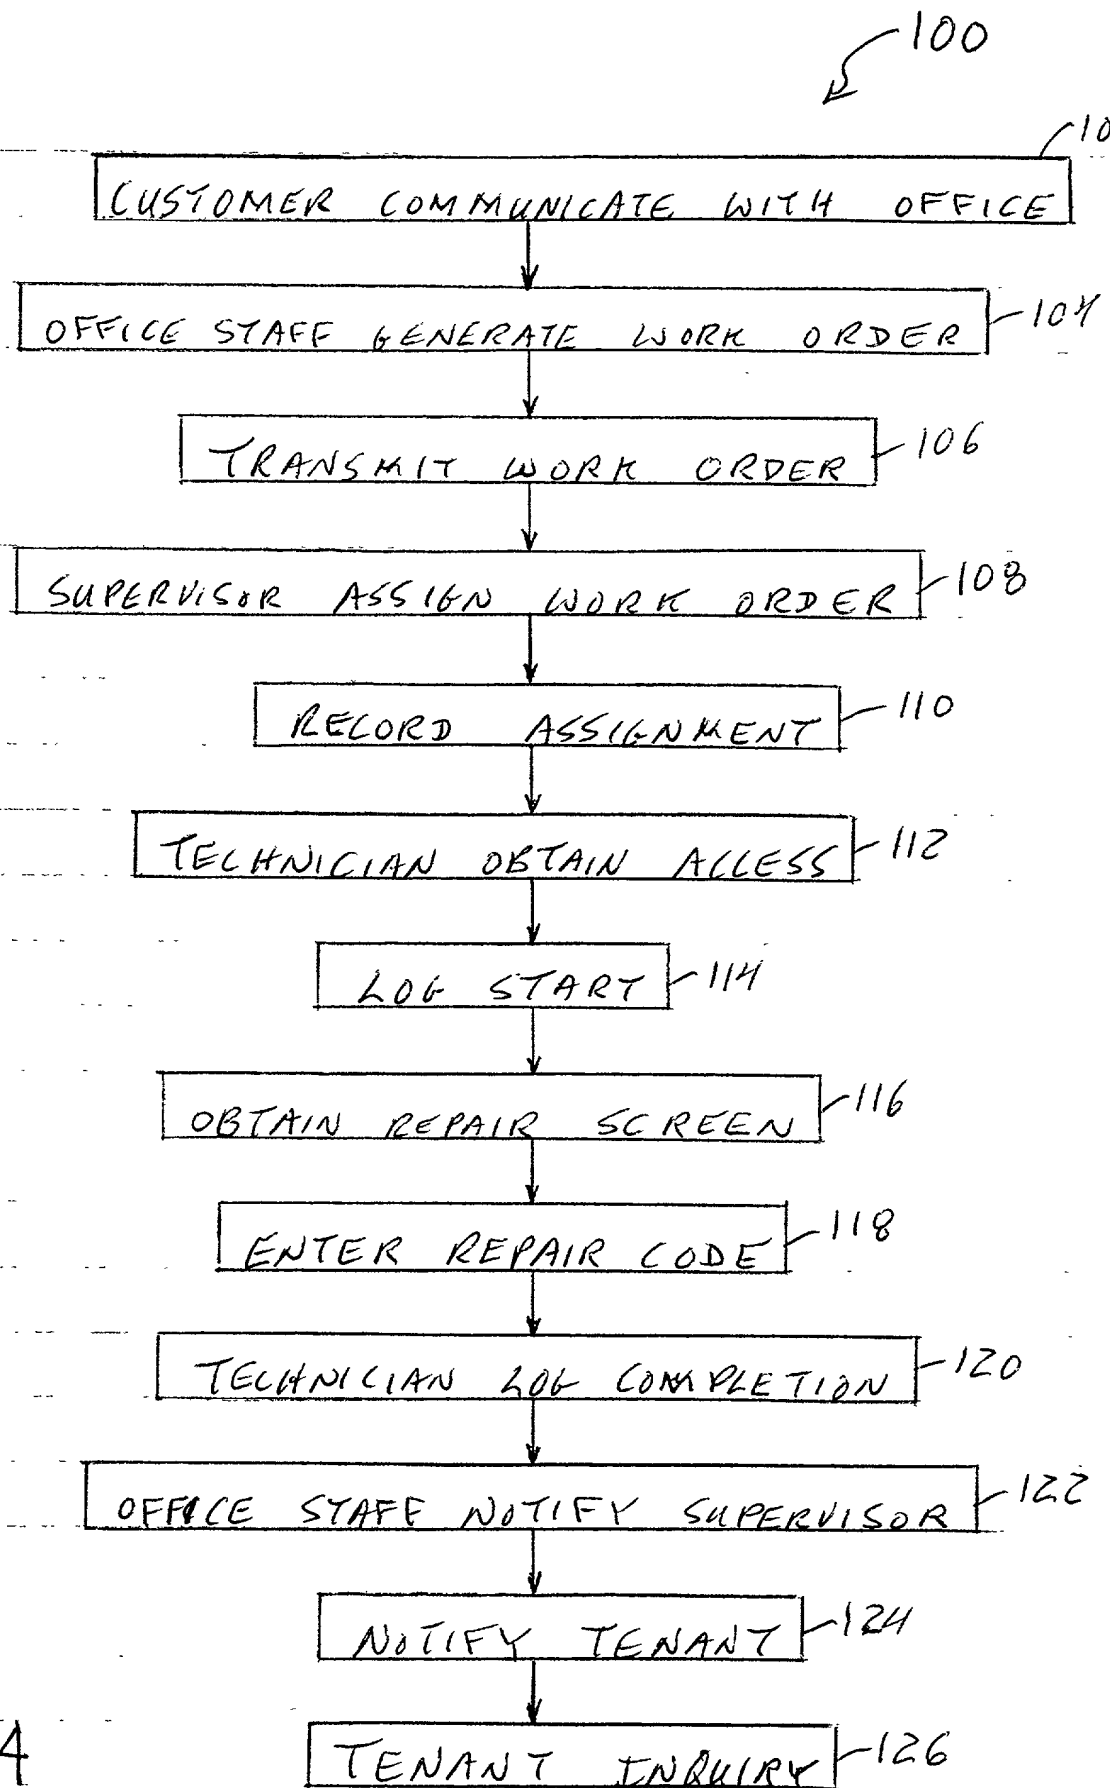 100
10
CUSTOMER COMMUNICATE WITH OFFICE
OFFICE STAFF GENERATE WORK ORDER
104
TRANSMIT WORK ORDER
106
SUPERVISOR ASSIGN WORK ORDER
108
RECORD ASSIGNMENT
110
TECHNICIAN OBTAIN ACCESS
112
LOG START
114
OBTAIN REPAIR SCREEN
116
ENTER REPAIR CODE
118
TECHNICIAN LOG COMPLETION
120
OFFICE STAFF NOTIFY SUPERVISOR
122
NOTIFY TENANT
124
4
TENANT INQUIRY
126